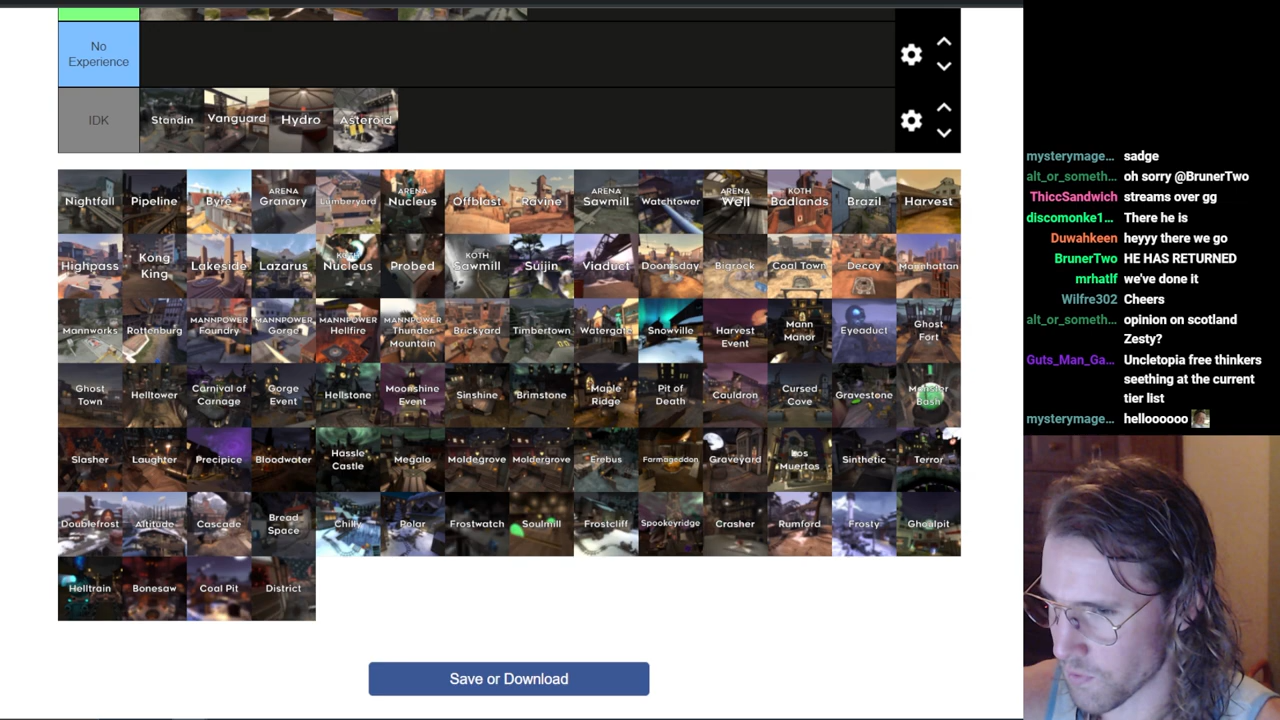 No
Experience
IDK
Standin Vanguard Hydro Asteroid
Nightfall Pipeline Byre ARENA Granary Lumberyard ARENA Nucleus Offblast Ravine ARENA Sawmill Watchtower ARENA Well KOTH Badlands Brazil Harvest
Highpass Kong King Lakeside Lazarus KOTH Nucleus Probed KOTH Sawmill Suijin Viaduct Doomsday Bigrock Coal Town Decoy Mannhattan
Mannworks Rottenburg MANNPOWER Foundry MANNPOWER Gorge MANNPOWER Hellfire MANNPOWER Thunder Mountain Brickyard Timbertown Watergate Snowville Harvest Event Mann Manor Eyeaduct Ghost Fort
Ghost Town Helltower Carnival of Carnage Gorge Event Hellstone Moonshine Event Sinshine Brimstone Maple Ridge Pit of Death Cauldron Cursed Cove Gravestone Monster Bash
Slasher Laughter Precipice Bloodwater Hassle Castle Megalo Moldegrove Moldergrove Erebus Farmageddon Graveyard Los Muertos Sinthetic Terror
Doublefrost Altitude Cascade Bread Space Chilly Polar Frostwatch Soulmill Frostcliff Spookeyridge Crasher Rumford Frosty Ghoulpit
Helltrain Bonesaw Coal Pit District
Save or Download
mysterymage... sadge
alt_or_someth... oh sorry @BrunerTwo
ThiccSandwich streams over gg
discomonke1... There he is
Duwahkeen heyyy there we go
BrunerTwo HE HAS RETURNED
mrhatlf we've done it
Wilfre302 Cheers
alt_or_someth... opinion on scotland
Zesty?
Guts_Man_Ga... Uncletopia free thinkers
seething at the current
tier list
mysterymage... helloooooo